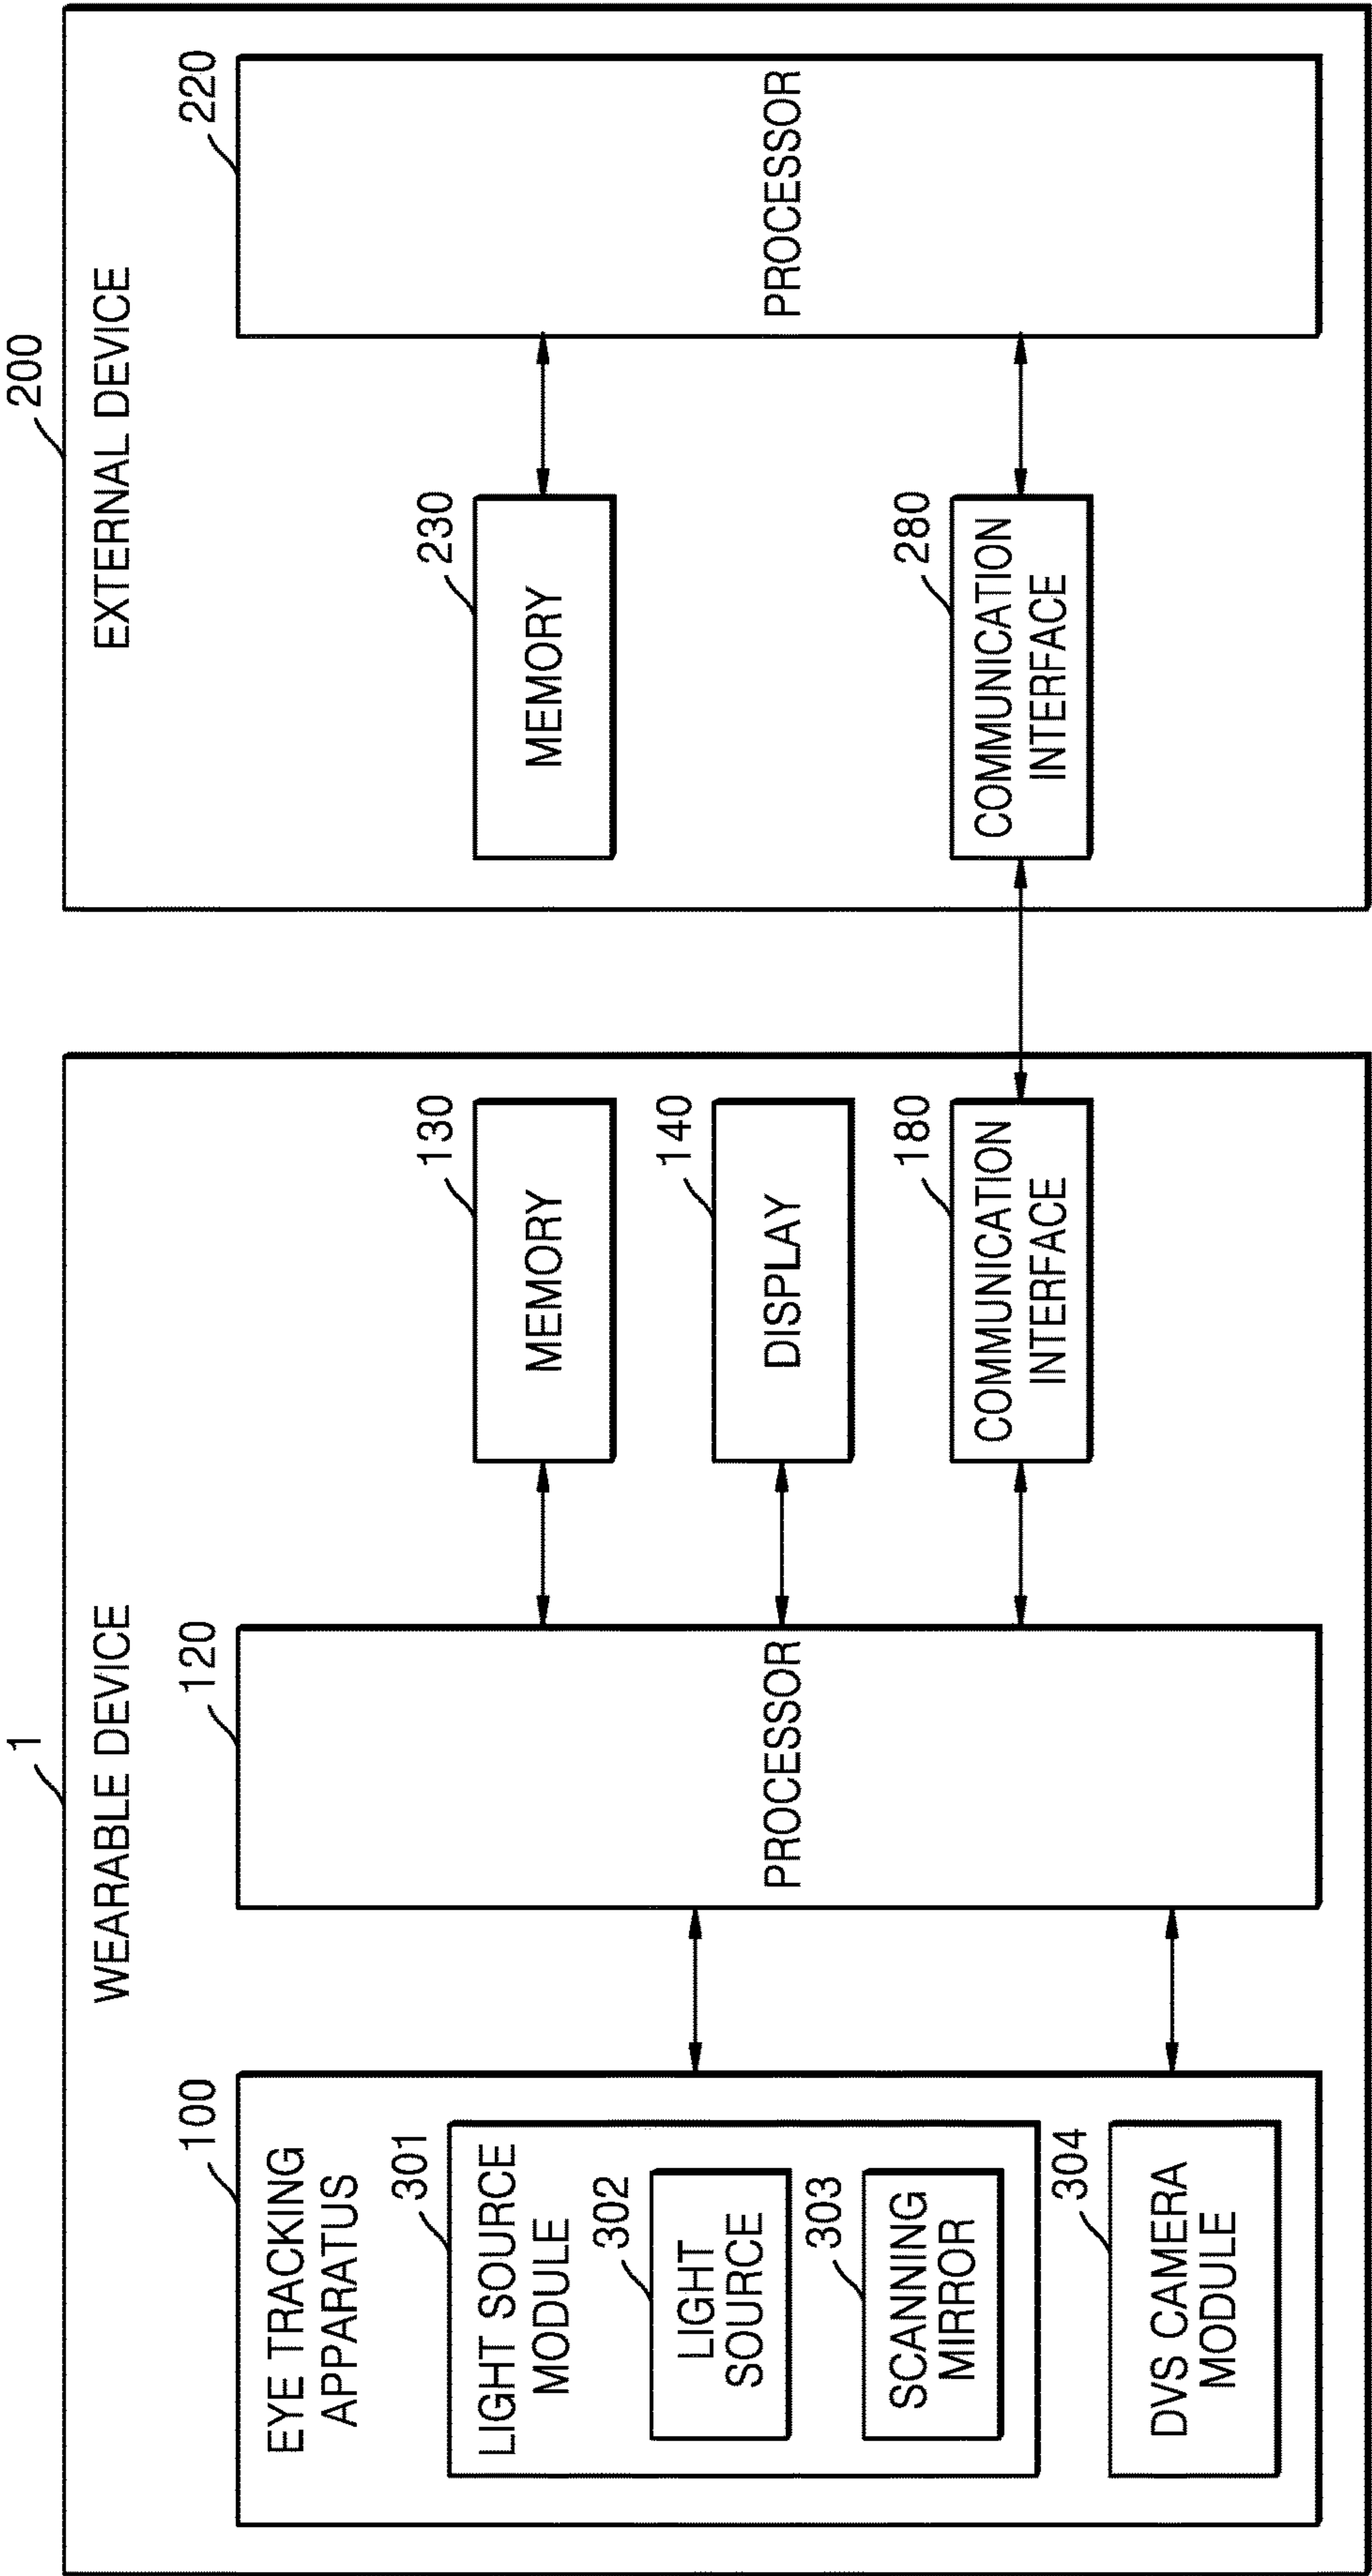 1
WEARABLE DEVICE
100
EYE TRACKING
APPARATUS
301
LIGHT SOURCE
MODULE
302
LIGHT
SOURCE
303
SCANNING
MIRROR
304
DVS CAMERA
MODULE
120
PROCESSOR
130
MEMORY
140
DISPLAY
180
COMMUNICATION
INTERFACE
200
EXTERNAL DEVICE
230
MEMORY
280
COMMUNICATION
INTERFACE
220
PROCESSOR